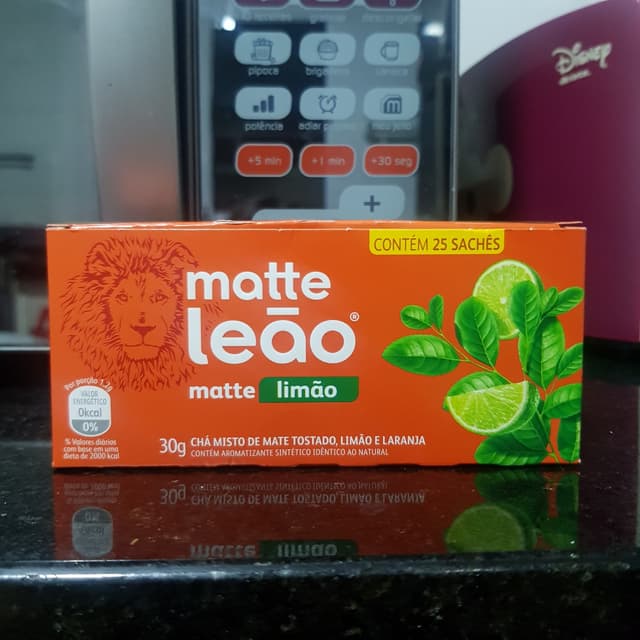 pipoca
potência
+5 min
+1 min
+30 seg
+
Disney
CONTÉM 25 SACHÊS
matte
leão®
matte limão
Por porção 1,2g
VALOR
ENERGÉTICO
0kcal
0%
% Valores diários
com base em uma
dieta de 2000 kcal
30g CHÁ MISTO DE MATE TOSTADO, LIMÃO E LARANJA
CONTÉM AROMATIZANTE SINTÉTICO IDÊNTICO AO NATURAL